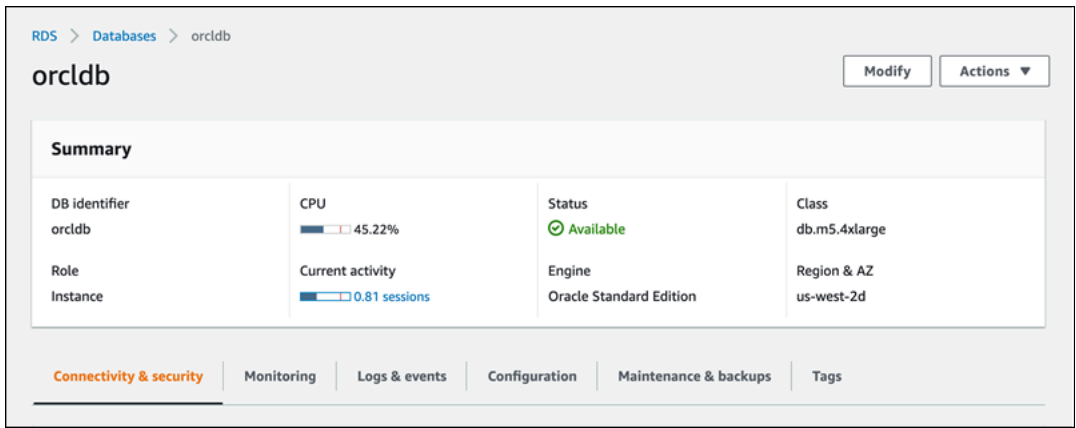 RDS > Databases > orcldb
orcldb
Modify
Actions ▼
Summary
DB identifier
orcldb
CPU
45.22%
Status
Available
Class
db.m5.4xlarge
Role
Instance
Current activity
0.81 sessions
Engine
Oracle Standard Edition
Region & AZ
us-west-2d
Connectivity & security
Monitoring
Logs & events
Configuration
Maintenance & backups
Tags